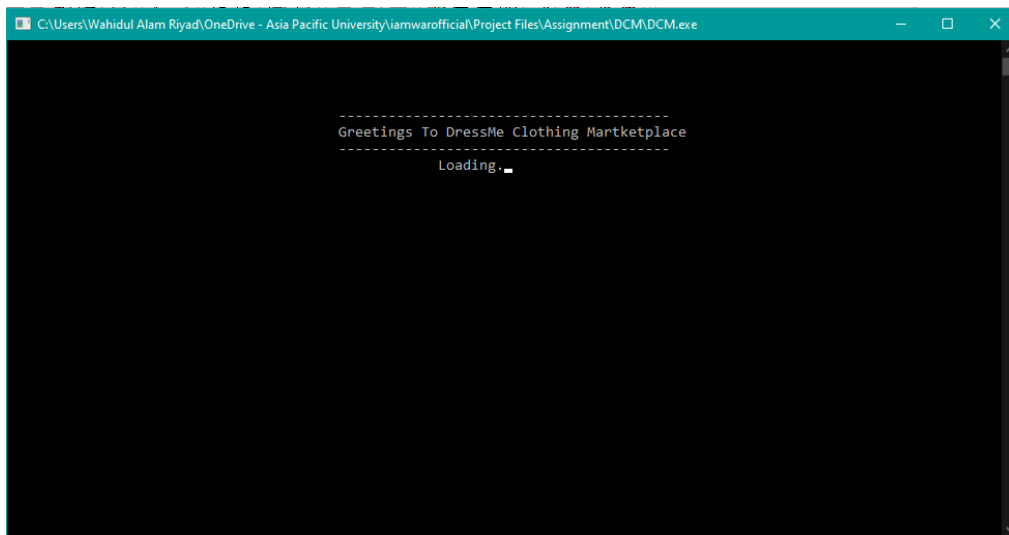 C:\Users\Wahidul Alam Riyad\OneDrive - Asia Pacific University\iamwarofficial\Project Files\Assignment\DCM\DCM.exe
----------------------------------------
Greetings To DressMe Clothing Martketplace
----------------------------------------
Loading.